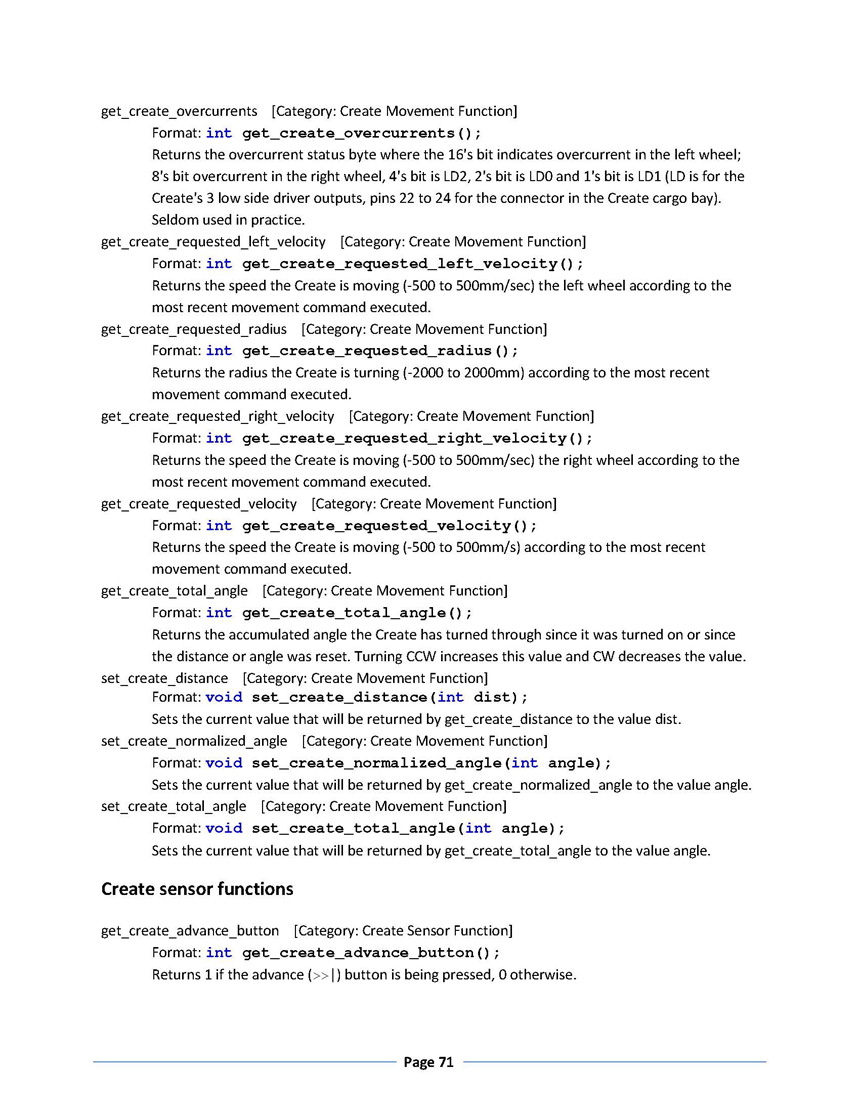 get_create_overcurrents [Category: Create Movement Function]
Format: int get_create_overcurrents();
Returns the overcurrent status byte where the 16's bit indicates overcurrent in the left wheel;
8's bit overcurrent in the right wheel, 4's bit is LD2, 2's bit is LD0 and 1's bit is LD1 (LD is for the
Create's 3 low side driver outputs, pins 22 to 24 for the connector in the Create cargo bay).
Seldom used in practice.
get_create_requested_left_velocity [Category: Create Movement Function]
Format: int get_create_requested_left_velocity();
Returns the speed the Create is moving (-500 to 500mm/sec) the left wheel according to the
most recent movement command executed.
get_create_requested_radius [Category: Create Movement Function]
Format: int get_create_requested_radius();
Returns the radius the Create is turning (-2000 to 2000mm) according to the most recent
movement command executed.
get_create_requested_right_velocity [Category: Create Movement Function]
Format: int get_create_requested_right_velocity();
Returns the speed the Create is moving (-500 to 500mm/sec) the right wheel according to the
most recent movement command executed.
get_create_requested_velocity [Category: Create Movement Function]
Format: int get_create_requested_velocity();
Returns the speed the Create is moving (-500 to 500mm/s) according to the most recent
movement command executed.
get_create_total_angle [Category: Create Movement Function]
Format: int get_create_total_angle();
Returns the accumulated angle the Create has turned through since it was turned on or since
the distance or angle was reset. Turning CCW increases this value and CW decreases the value.
set_create_distance [Category: Create Movement Function]
Format: void set_create_distance(int dist);
Sets the current value that will be returned by get_create_distance to the value dist.
set_create_normalized_angle [Category: Create Movement Function]
Format: void set_create_normalized_angle(int angle);
Sets the current value that will be returned by get_create_normalized_angle to the value angle.
set_create_total_angle [Category: Create Movement Function]
Format: void set_create_total_angle(int angle);
Sets the current value that will be returned by get_create_total_angle to the value angle.
Create sensor functions
get_create_advance_button [Category: Create Sensor Function]
Format: int get_create_advance_button();
Returns 1 if the advance (>>|) button is being pressed, 0 otherwise.
Page 71